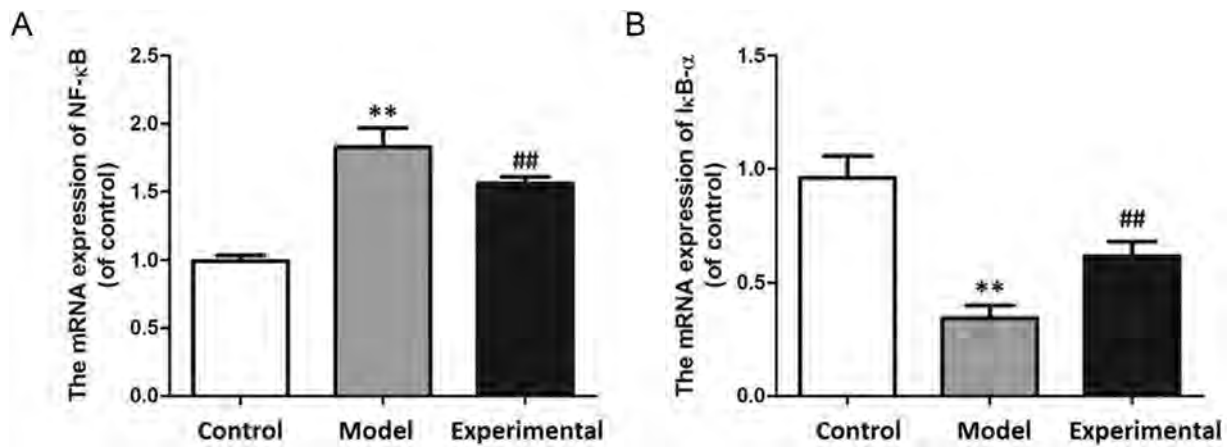 A
The mRNA expression of NF-κB
(of control)
2.5
2.0
1.5
1.0
0.5
0.0
**
##
Control Model Experimental
B
The mRNA expression of IκB-α
(of control)
1.5
1.0
0.5
0.0
**
##
Control Model Experimental